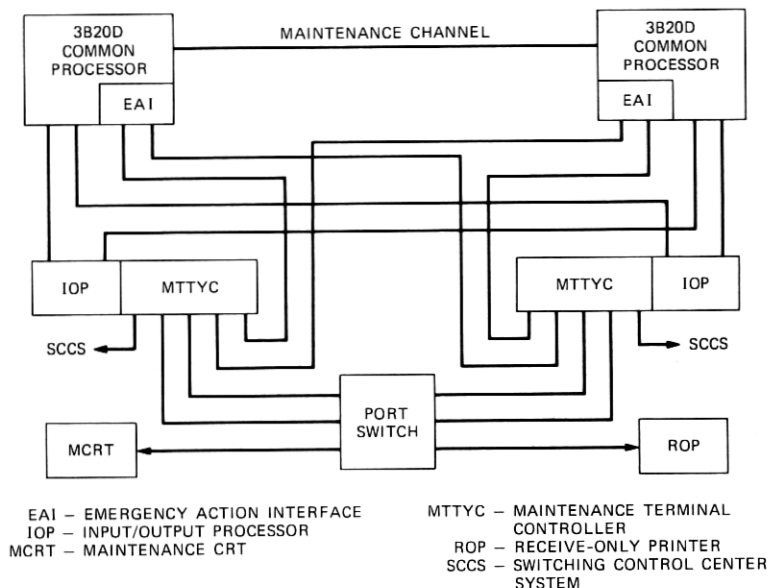 3B20D
COMMON
PROCESSOR
EAI
MAINTENANCE CHANNEL
3B20D
COMMON
PROCESSOR
EAI
IOP
MTTYC
MTTYC
IOP
SCCS
SCCS
PORT
SWITCH
MCRT
ROP
EAI – EMERGENCY ACTION INTERFACE
IOP – INPUT/OUTPUT PROCESSOR
MCRT – MAINTENANCE CRT
MTTYC – MAINTENANCE TERMINAL
CONTROLLER
ROP – RECEIVE-ONLY PRINTER
SCCS – SWITCHING CONTROL CENTER
SYSTEM